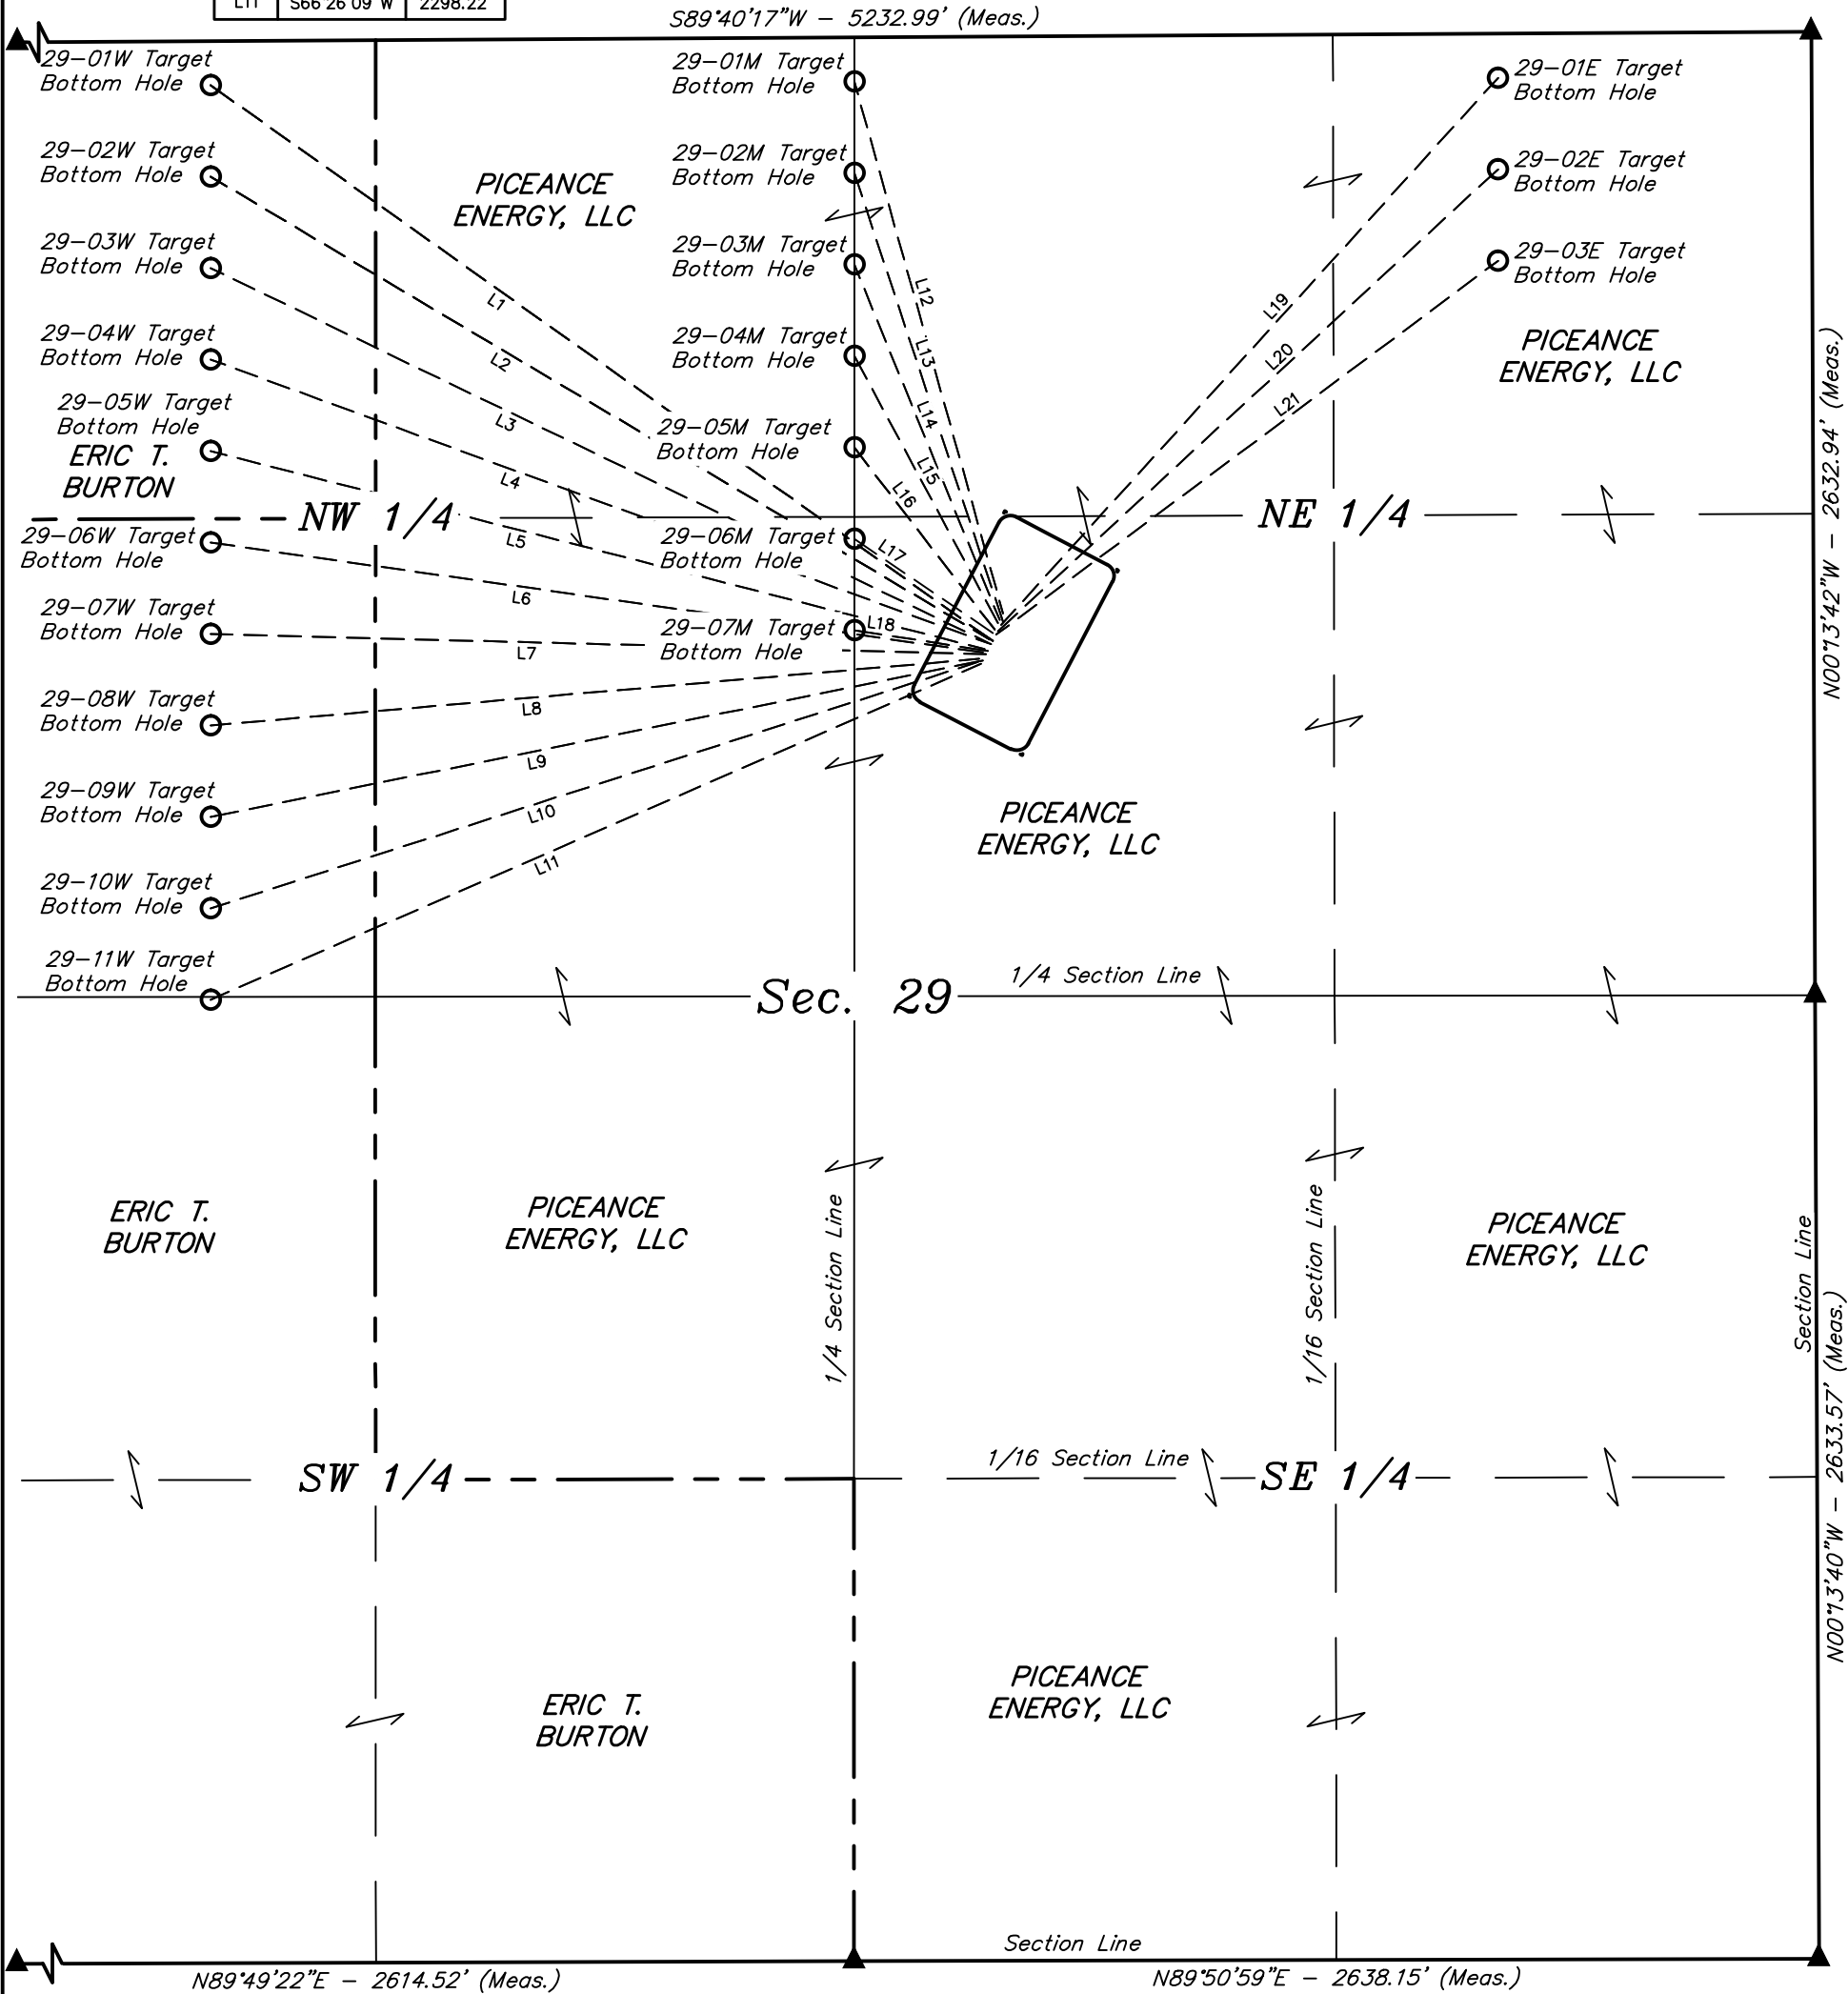 L11 S66°26'09"W 2298.22'
S89°40'17"W - 5232.99' (Meas.)
29-01W Target
Bottom Hole
29-01M Target
Bottom Hole
29-01E Target
Bottom Hole
29-02W Target
Bottom Hole
PICEANCE
ENERGY, LLC
29-02M Target
Bottom Hole
29-02E Target
Bottom Hole
29-03W Target
Bottom Hole
29-03M Target
Bottom Hole
29-03E Target
Bottom Hole
L1
L12
L19
29-04W Target
Bottom Hole
L2
29-04M Target
Bottom Hole
L13
L20
PICEANCE
ENERGY, LLC
N00°13'42"W - 2632.94' (Meas.)
29-05W Target
Bottom Hole
L3
29-05M Target
Bottom Hole
L14
L21
ERIC T.
BURTON
L4
L15
L16
NW 1/4
NE 1/4
29-06W Target
Bottom Hole
L5
29-06M Target
Bottom Hole
L17
L6
29-07W Target
Bottom Hole
L7
29-07M Target
Bottom Hole
L18
29-08W Target
Bottom Hole
L8
29-09W Target
Bottom Hole
L9
L10
PICEANCE
ENERGY, LLC
29-10W Target
Bottom Hole
L11
29-11W Target
Bottom Hole
1/4 Section Line
Sec. 29
ERIC T.
BURTON
PICEANCE
ENERGY, LLC
1/4 Section Line
1/16 Section Line
PICEANCE
ENERGY, LLC
Section Line
N00°13'40"W - 2633.57' (Meas.)
1/16 Section Line
SW 1/4
SE 1/4
ERIC T.
BURTON
PICEANCE
ENERGY, LLC
Section Line
N89°49'22"E - 2614.52' (Meas.)
N89°50'59"E - 2638.15' (Meas.)